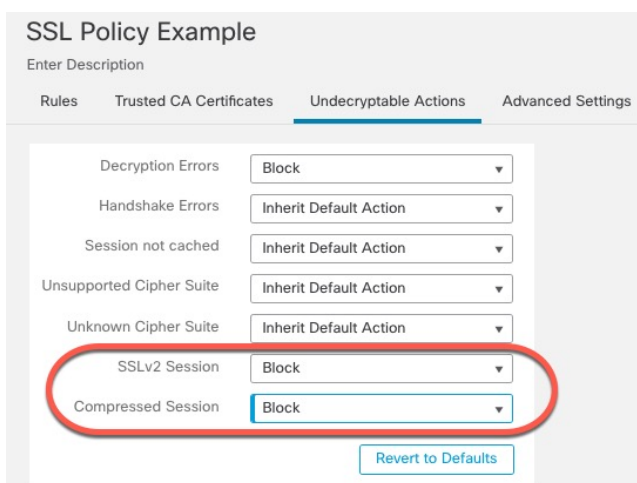 SSL Policy Example
Enter Description
Rules Trusted CA Certificates Undecryptable Actions Advanced Settings
Decryption Errors Block
Handshake Errors Inherit Default Action
Session not cached Inherit Default Action
Unsupported Cipher Suite Inherit Default Action
Unknown Cipher Suite Inherit Default Action
SSLv2 Session Block
Compressed Session Block
Revert to Defaults